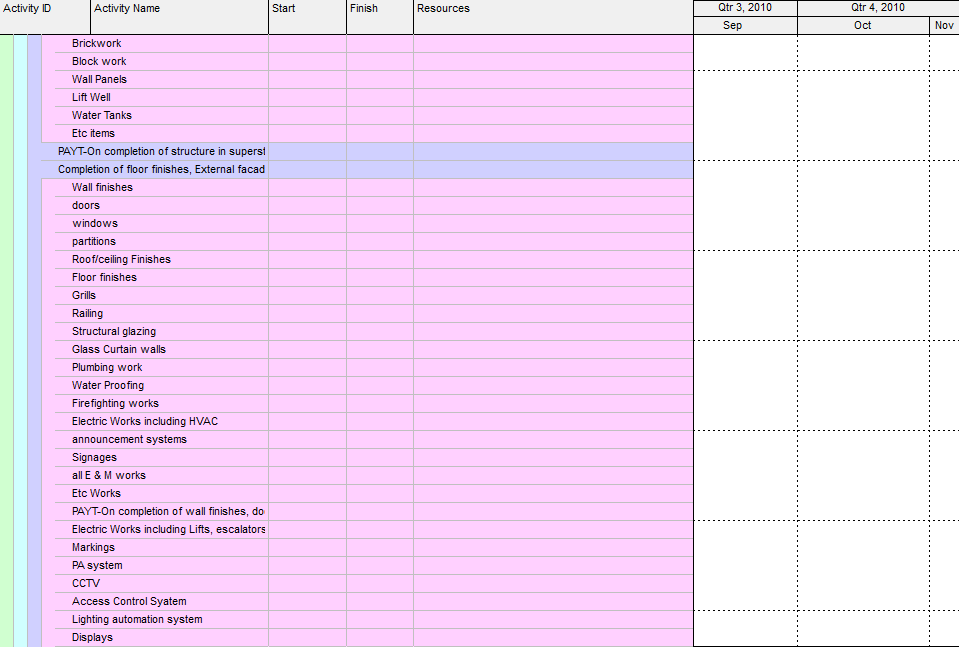 Activity ID Activity Name Start Finish Resources Qtr 3, 2010 Qtr 4, 2010
Sep Oct Nov
Brickwork
Block work
Wall Panels
Lift Well
Water Tanks
Etc items
PAYT-On completion of structure in superst
Completion of floor finishes, External facad
Wall finishes
doors
windows
partitions
Roof/ceiling Finishes
Floor finishes
Grills
Railing
Structural glazing
Glass Curtain walls
Plumbing work
Water Proofing
Firefighting works
Electric Works including HVAC
announcement systems
Signages
all E & M works
Etc Works
PAYT-On completion of wall finishes, do
Electric Works including Lifts, escalators
Markings
PA system
CCTV
Access Control Syatem
Lighting automation system
Displays